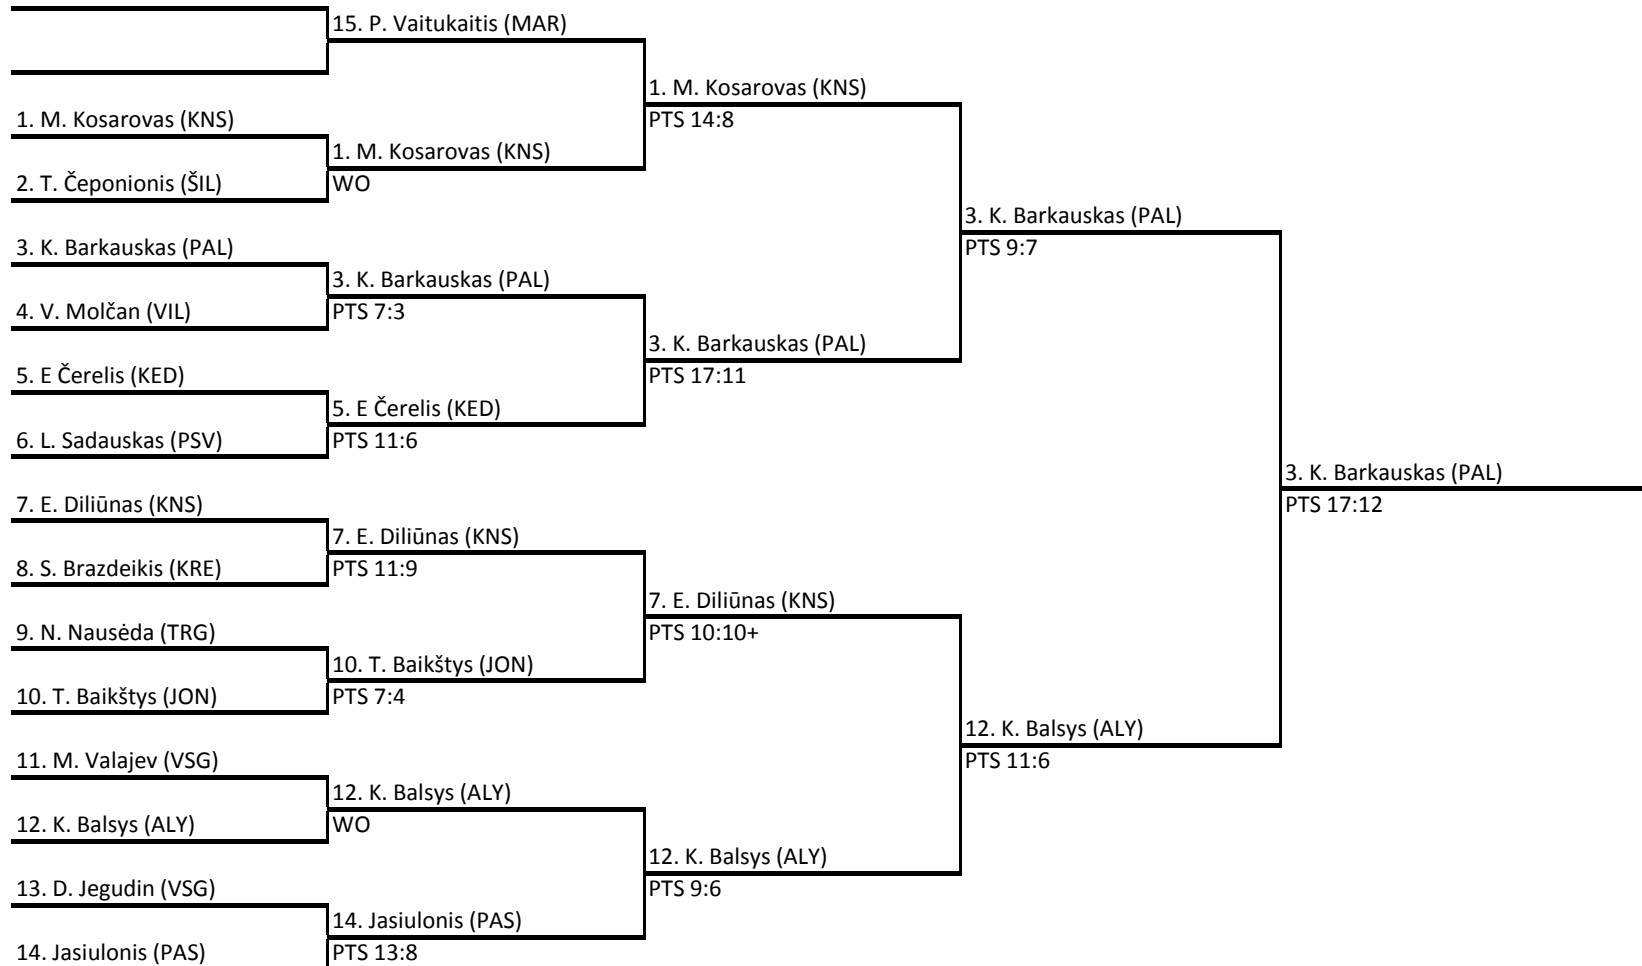 15. P. Vaitukaitis (MAR)
1. M. Kosarovas (KNS)
PTS 14:8
1. M. Kosarovas (KNS)
1. M. Kosarovas (KNS)
WO
2. T. Čeponionis (ŠIL)
3. K. Barkauskas (PAL)
PTS 9:7
3. K. Barkauskas (PAL)
3. K. Barkauskas (PAL)
PTS 7:3
4. V. Molčan (VIL)
3. K. Barkauskas (PAL)
PTS 17:11
5. E Čerelis (KED)
5. E Čerelis (KED)
PTS 11:6
6. L. Sadauskas (PSV)
3. K. Barkauskas (PAL)
PTS 17:12
7. E. Diliūnas (KNS)
7. E. Diliūnas (KNS)
PTS 11:9
8. S. Brazdeikis (KRE)
7. E. Diliūnas (KNS)
PTS 10:10+
9. N. Nausėda (TRG)
10. T. Baikštys (JON)
PTS 7:4
10. T. Baikštys (JON)
12. K. Balsys (ALY)
PTS 11:6
11. M. Valajev (VSG)
12. K. Balsys (ALY)
WO
12. K. Balsys (ALY)
12. K. Balsys (ALY)
PTS 9:6
13. D. Jegudin (VSG)
14. Jasiulonis (PAS)
PTS 13:8
14. Jasiulonis (PAS)